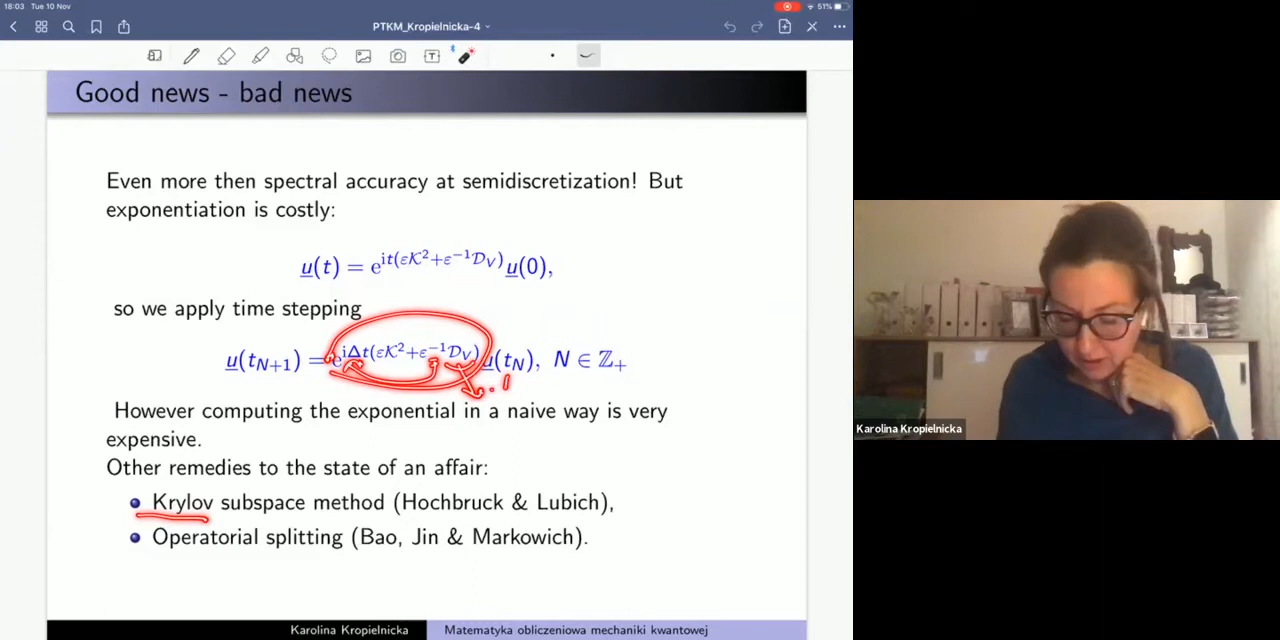 18:03 Tue 10 Nov
51%
PTKM_Kropielnicka-4
T
Good news - bad news
Even more then spectral accuracy at semidiscretization! But
exponentiation is costly:
u(t) = e^{it(εK²+ε⁻¹D_V)}u(0),
so we apply time stepping
u(t_{N+1}) = e^{iΔt(εK²+ε⁻¹D_V)}u(t_N), N ∈ ℤ₊
However computing the exponential in a naive way is very
expensive.
Other remedies to the state of an affair:
Krylov subspace method (Hochbruck & Lubich),
Operatorial splitting (Bao, Jin & Markowich).
Karolina Kropielnicka
Matematyka obliczeniowa mechaniki kwantowej
Karolina Kropielnicka